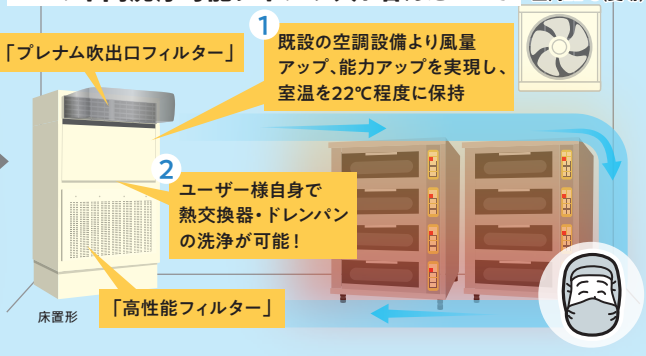 「プレナム吹出口フィルター」
1
既設の空調設備より風量
アップ、能力アップを実現し、
室温を22℃程度に保持
2
ユーザー様自身で
熱交換器・ドレンパン
の洗浄が可能！
「高性能フィルター」
床置形